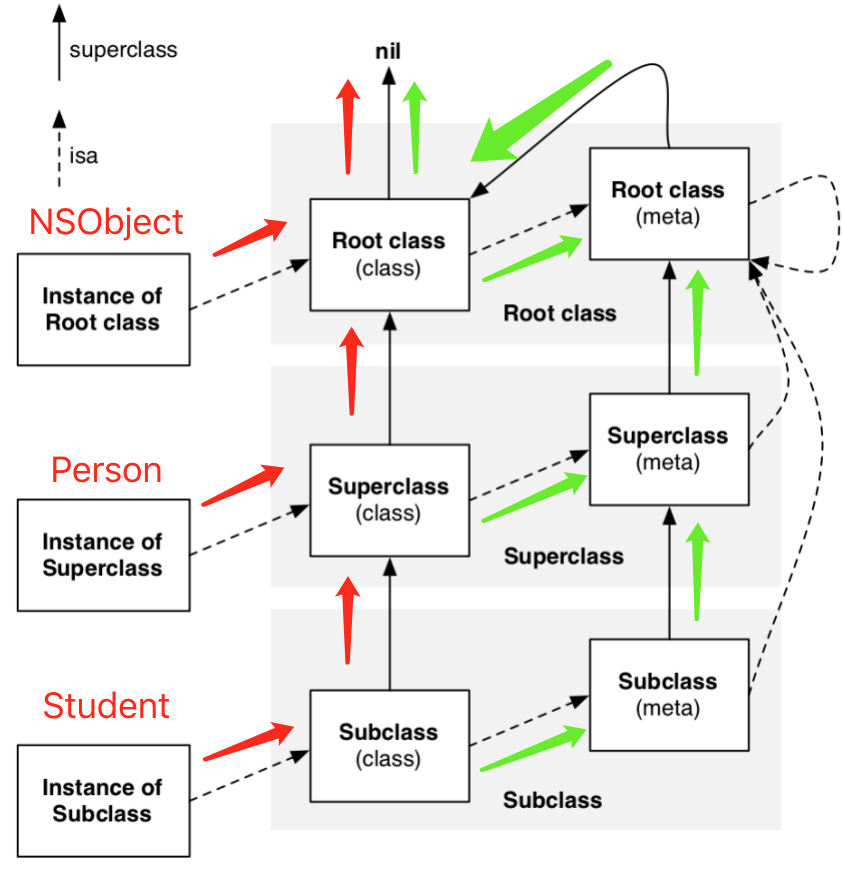 superclass
isa
nil
NSObject
Instance of
Root class
Root class
(class)
Root class
(meta)
Root class
Person
Instance of
Superclass
Superclass
(class)
Superclass
(meta)
Superclass
Student
Instance of
Subclass
Subclass
(class)
Subclass
(meta)
Subclass